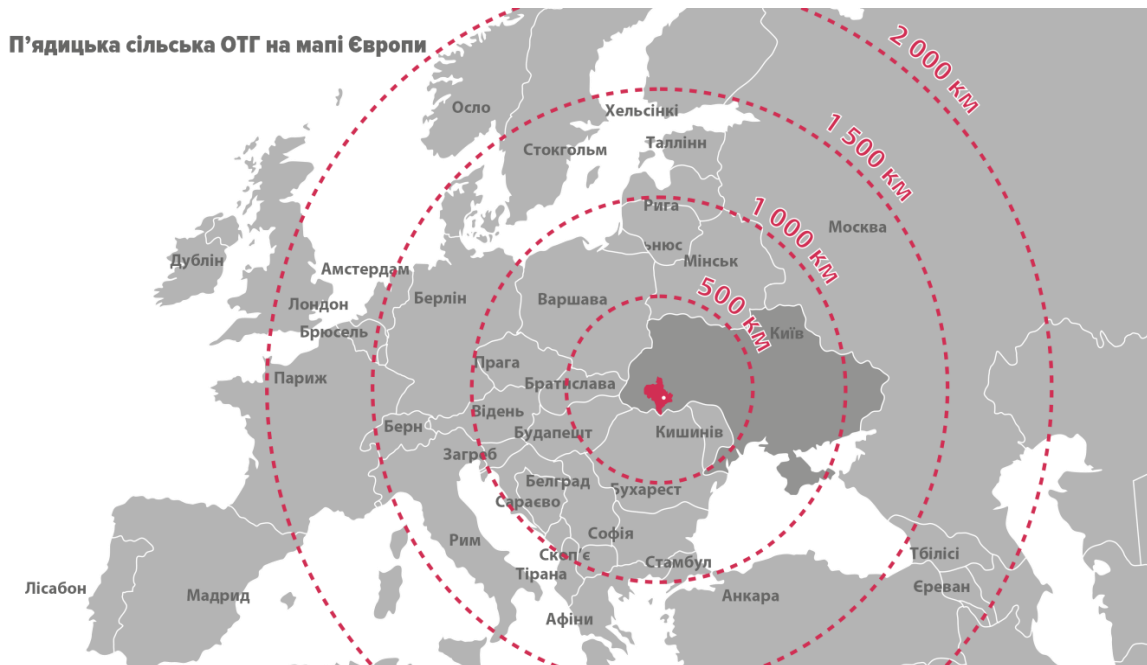 П’ядицька сільська ОТГ на мапі Європи
2 000 км
1 500 км
1 000 км
500 км
Осло
Хельсінкі
Стокгольм
Таллінн
Рига
ьнюс
Мінськ
Москва
Дублін
Амстердам
Лондон
Берлін
Варшава
Брюсель
Київ
Париж
Прага
Братислава
Відень
Берн
Будапешт
Кишинів
Загреб
Белград
Бухарест
Сараєво
Софія
Рим
Скоп’є
Стамбул
Тбілісі
Тірана
Лісабон
Мадрид
Анкара
Єреван
Афіни